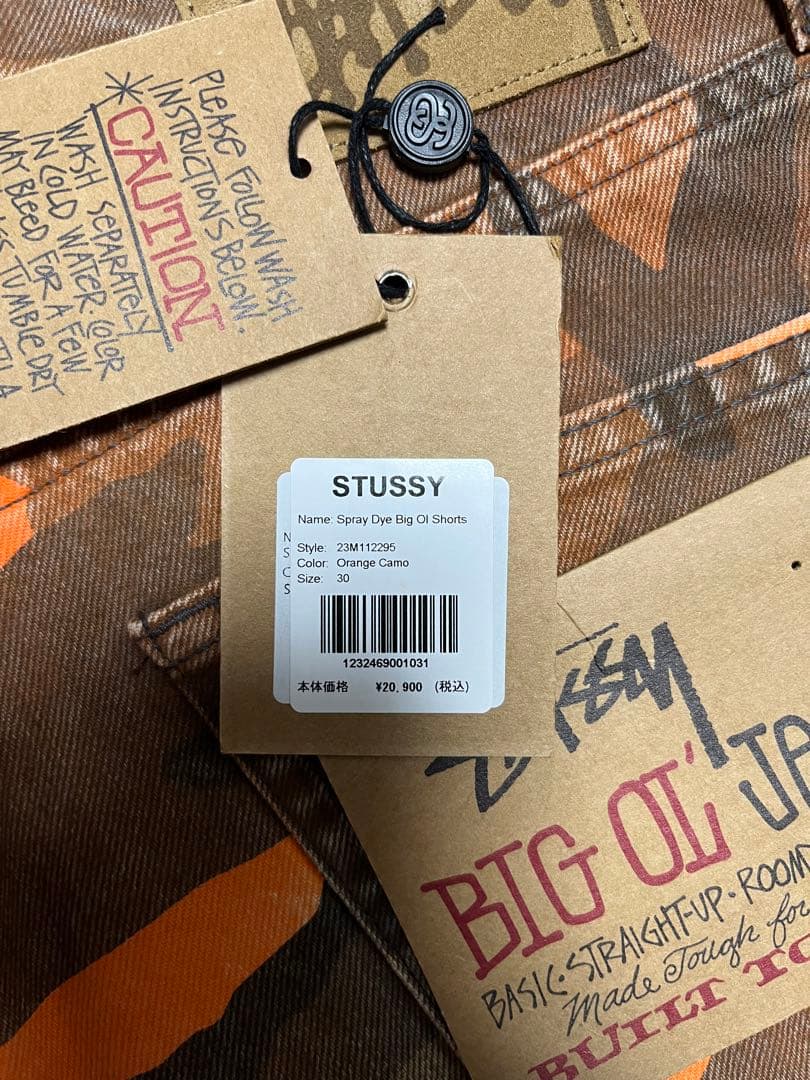 PLEASE FOLLOW WASH
INSTRUCTIONS BELOW.
*CAUTION
WASH SEPARATELY
IN COLD WATER. COLOR
MAY BLEED FOR A FEW
TUMBLE DRY
STUSSY
Name: Spray Dye Big Ol Shorts
Style: 23M112295
Color: Orange Camo
Size: 30
1232469001031
本体価格 ¥20,900 (税込)
BIG OL'
BASIC·STRAIGHT-UP·ROOM
Made Tough for
BUILT TO